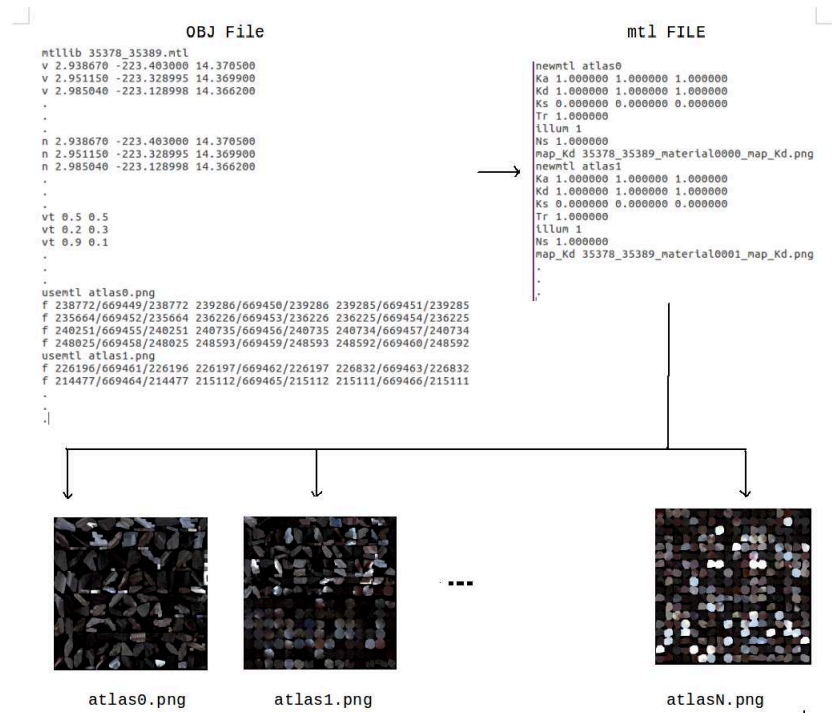 OBJ File
mtllib 35378_35389.mtl
v 2.938670 -223.403000 14.370500
v 2.951150 -223.328995 14.369900
v 2.985040 -223.128998 14.366200
.
.
.
n 2.938670 -223.403000 14.370500
n 2.951150 -223.328995 14.369900
n 2.985040 -223.128998 14.366200
.
.
.
vt 0.5 0.5
vt 0.2 0.3
vt 0.9 0.1
.
.
.
usemtl atlas0.png
f 238772/669449/238772 239286/669450/239286 239285/669451/239285
f 235664/669452/235664 236226/669453/236226 236225/669454/236225
f 240251/669455/240251 240735/669456/240735 240734/669457/240734
f 248025/669458/248025 248593/669459/248593 248592/669460/248592
usemtl atlas1.png
f 226196/669461/226196 226197/669462/226197 226832/669463/226832
f 214477/669464/214477 215112/669465/215112 215111/669466/215111
.
.
.
mtl FILE
newmtl atlas0
Ka 1.000000 1.000000 1.000000
Kd 1.000000 1.000000 1.000000
Ks 0.000000 0.000000 0.000000
Tr 1.000000
illum 1
Ns 1.000000
map_Kd 35378_35389_material0000_map_Kd.png
newmtl atlas1
Ka 1.000000 1.000000 1.000000
Kd 1.000000 1.000000 1.000000
Ks 0.000000 0.000000 0.000000
Tr 1.000000
illum 1
Ns 1.000000
map_Kd 35378_35389_material0001_map_Kd.png
.
.
.
...
atlas0.png
atlas1.png
atlasN.png